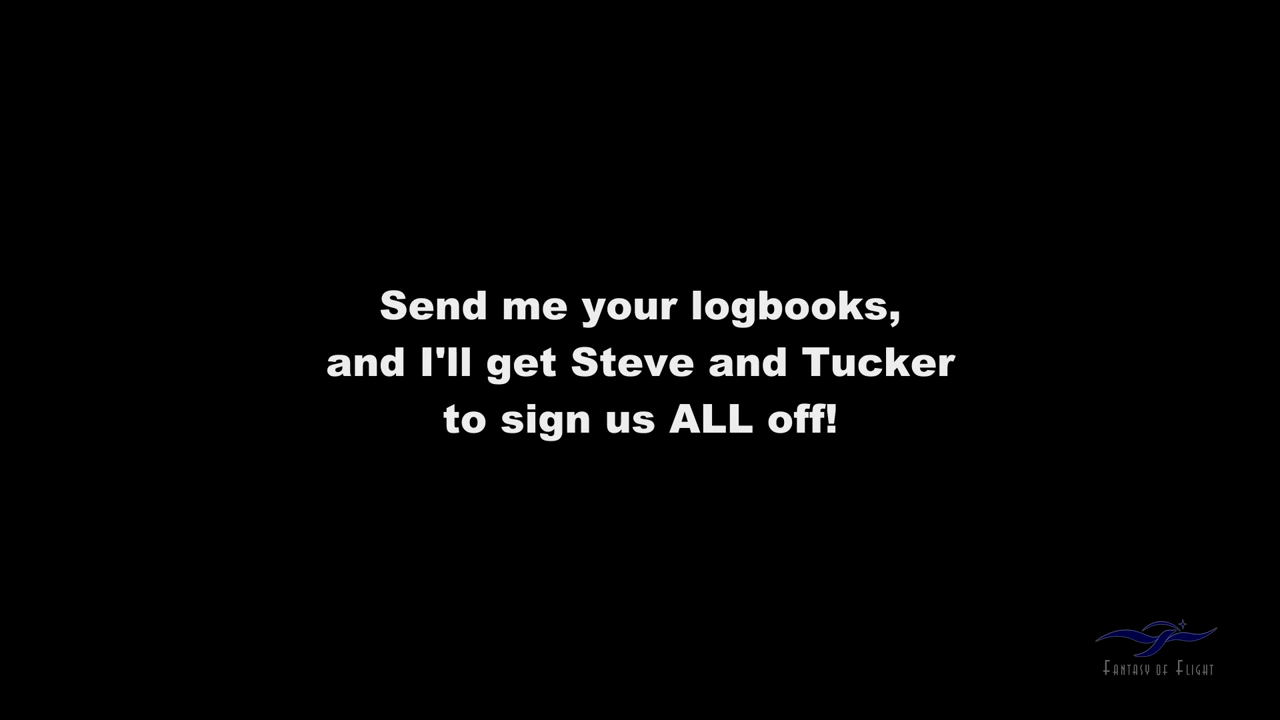 Send me your logbooks,
and I'll get Steve and Tucker
to sign us ALL off!
FANTASY OF FLIGHT